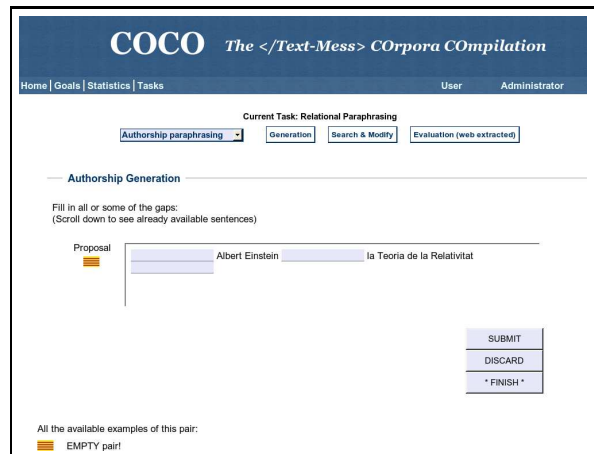 COCO The </Text-Mess> COrpora COmpilation
Home | Goals | Statistics | Tasks User Administrator
Current Task: Relational Paraphrasing
Authorship paraphrasing Generation Search & Modify Evaluation (web extracted)
Authorship Generation
Fill in all or some of the gaps:
(Scroll down to see already available sentences)
Proposal
Albert Einstein la Teoria de la Relativitat
SUBMIT
DISCARD
* FINISH *
All the available examples of this pair:
EMPTY pair!